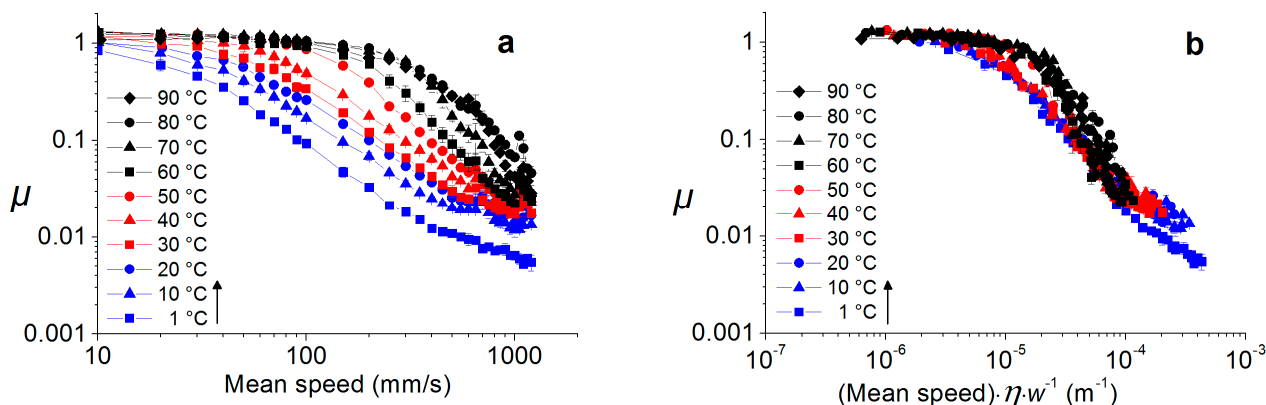 a
μ
1
0.1
0.01
0.001
90 °C
80 °C
70 °C
60 °C
50 °C
40 °C
30 °C
20 °C
10 °C
1 °C
10 100 1000
Mean speed (mm/s)
b
μ
1
0.1
0.01
0.001
90 °C
80 °C
70 °C
60 °C
50 °C
40 °C
30 °C
20 °C
10 °C
1 °C
10⁻⁷ 10⁻⁶ 10⁻⁵ 10⁻⁴ 10⁻³
(Mean speed)·η·w⁻¹ (m⁻¹)